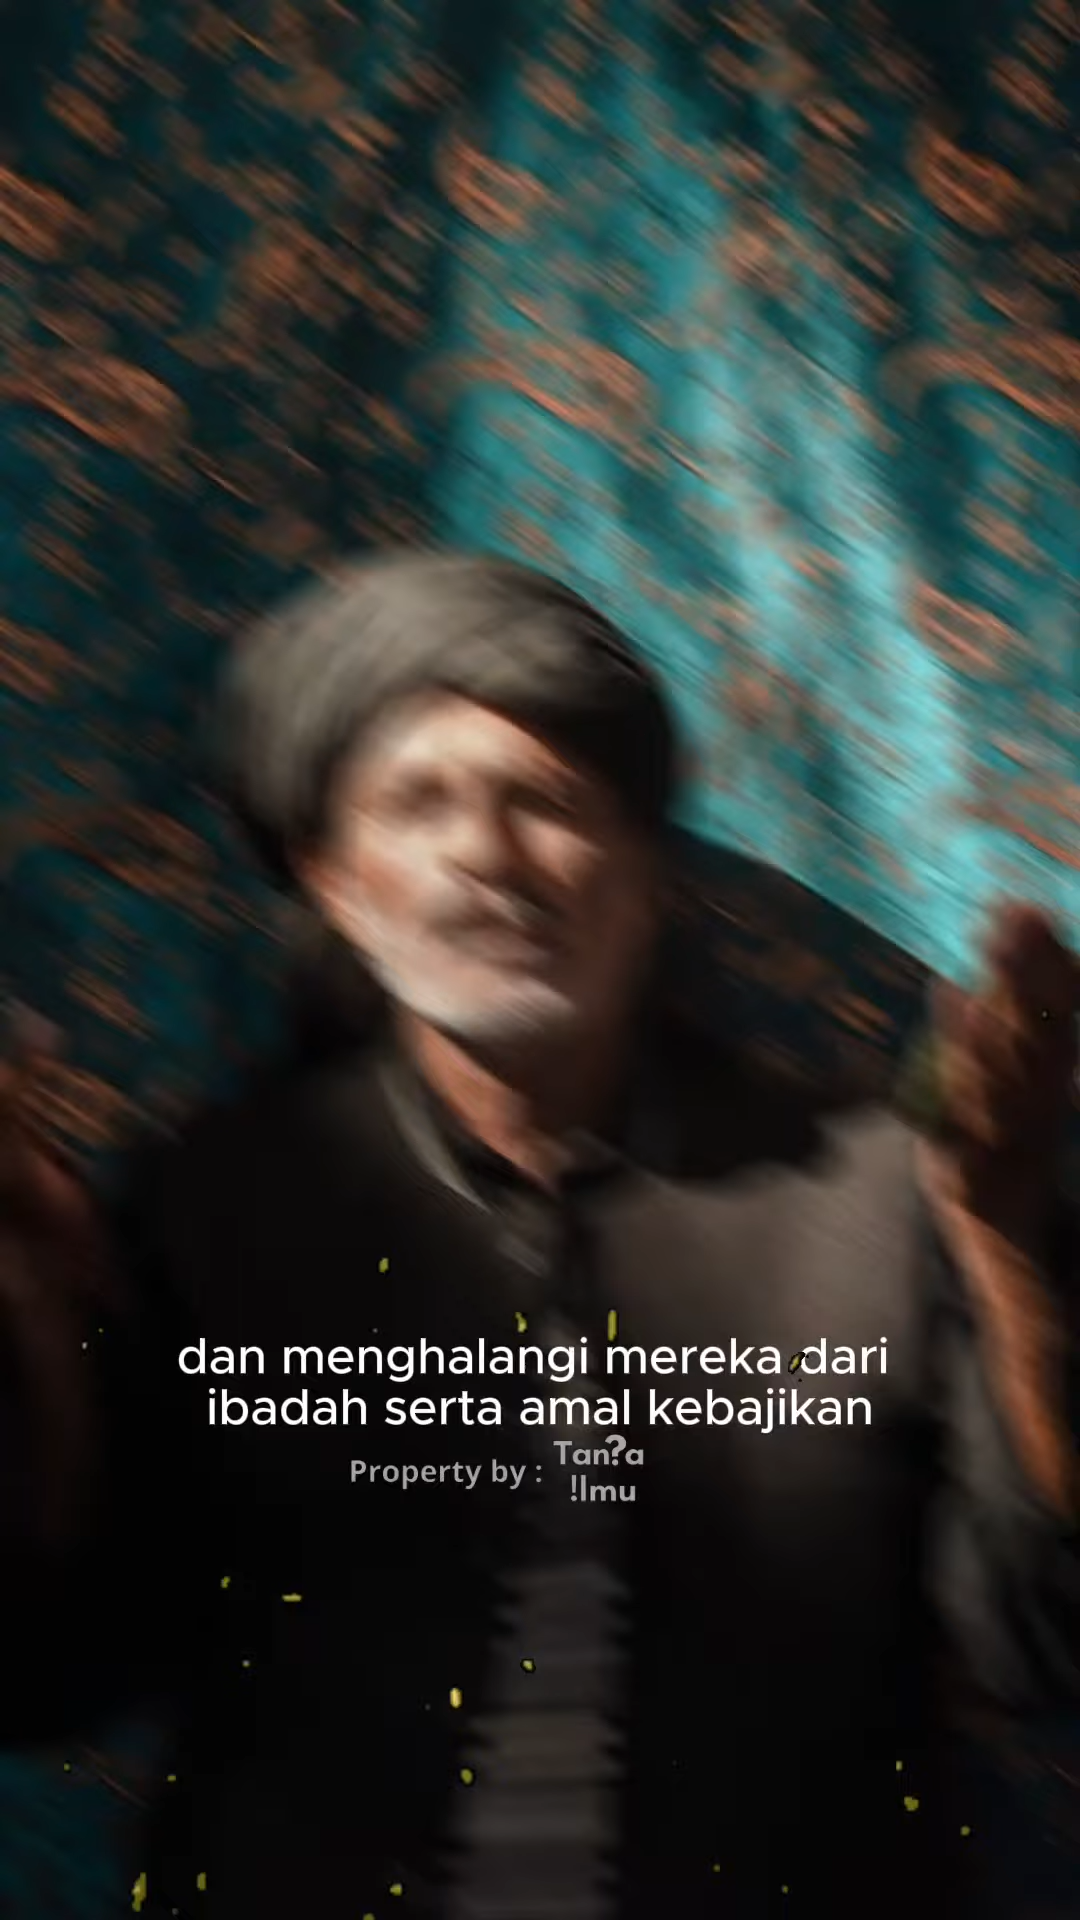 dan menghalangi mereka dari
ibadah serta amal kebajikan
Property by : Tan?a
!lmu